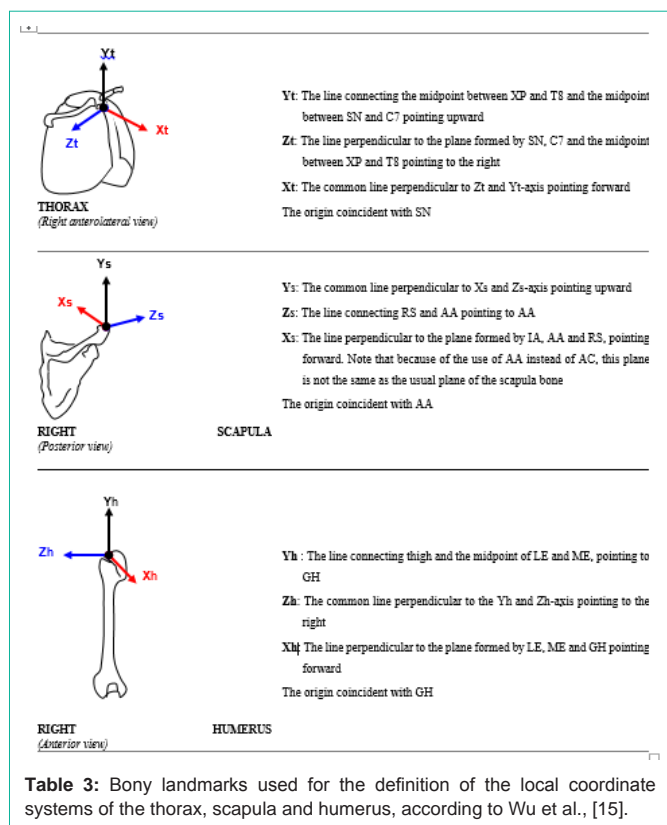 Yt
Xt
Zt
THORAX
(Right anterolateral view)
Yt: The line connecting the midpoint between XP and T8 and the midpoint
between SN and C7 pointing upward
Zt: The line perpendicular to the plane formed by SN, C7 and the midpoint
between XP and T8 pointing to the right
Xt: The common line perpendicular to Zt and Yt-axis pointing forward
The origin coincident with SN
Ys
Xs
Zs
RIGHT SCAPULA
(Posterior view)
Ys: The common line perpendicular to Xs and Zs-axis pointing upward
Zs: The line connecting RS and AA pointing to AA
Xs: The line perpendicular to the plane formed by IA, AA and RS, pointing
forward. Note that because of the use of AA instead of AC, this plane
is not the same as the usual plane of the scapula bone
The origin coincident with AA
Yh
Zh
Xh
RIGHT HUMERUS
(Anterior view)
Yh : The line connecting thigh and the midpoint of LE and ME, pointing to
GH
Zh: The common line perpendicular to the Yh and Zh-axis pointing to the
right
Xh: The line perpendicular to the plane formed by LE, ME and GH pointing
forward
The origin coincident with GH
Table 3: Bony landmarks used for the definition of the local coordinate
systems of the thorax, scapula and humerus, according to Wu et al., [15].